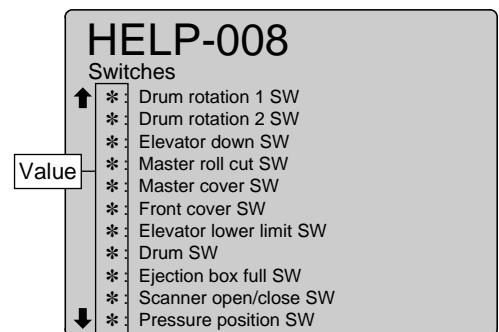 HELP-008
Switches
✻: Drum rotation 1 SW
✻: Drum rotation 2 SW
✻: Elevator down SW
✻: Master roll cut SW
Value
✻: Master cover SW
✻: Front cover SW
✻: Elevator lower limit SW
✻: Drum SW
✻: Ejection box full SW
✻: Scanner open/close SW
✻: Pressure position SW